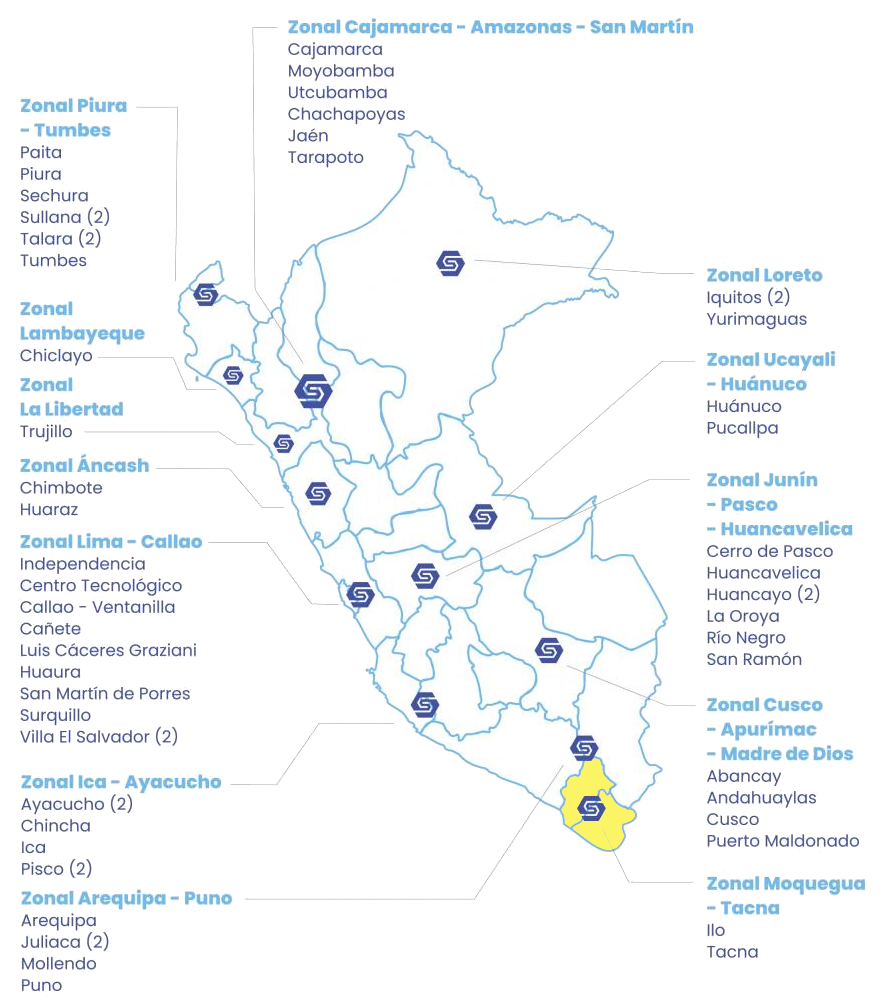 Zonal Cajamarca - Amazonas - San Martín
Cajamarca
Moyobamba
Utcubamba
Chachapoyas
Jaén
Tarapoto
Zonal Piura
- Tumbes
Paita
Piura
Sechura
Sullana (2)
Talara (2)
Tumbes
Zonal
Lambayeque
Chiclayo
Zonal
La Libertad
Trujillo
Zonal Áncash
Chimbote
Huaraz
Zonal Lima - Callao
Independencia
Centro Tecnológico
Callao - Ventanilla
Cañete
Luis Cáceres Graziani
Huaura
San Martín de Porres
Surquillo
Villa El Salvador (2)
Zonal Ica - Ayacucho
Ayacucho (2)
Chincha
Ica
Pisco (2)
Zonal Arequipa - Puno
Arequipa
Juliaca (2)
Mollendo
Puno
Zonal Loreto
Iquitos (2)
Yurimaguas
Zonal Ucayali
- Huánuco
Huánuco
Pucallpa
Zonal Junín
- Pasco
- Huancavelica
Cerro de Pasco
Huancavelica
Huancayo (2)
La Oroya
Río Negro
San Ramón
Zonal Cusco
- Apurímac
- Madre de Dios
Abancay
Andahuaylas
Cusco
Puerto Maldonado
Zonal Moquegua
- Tacna
Ilo
Tacna